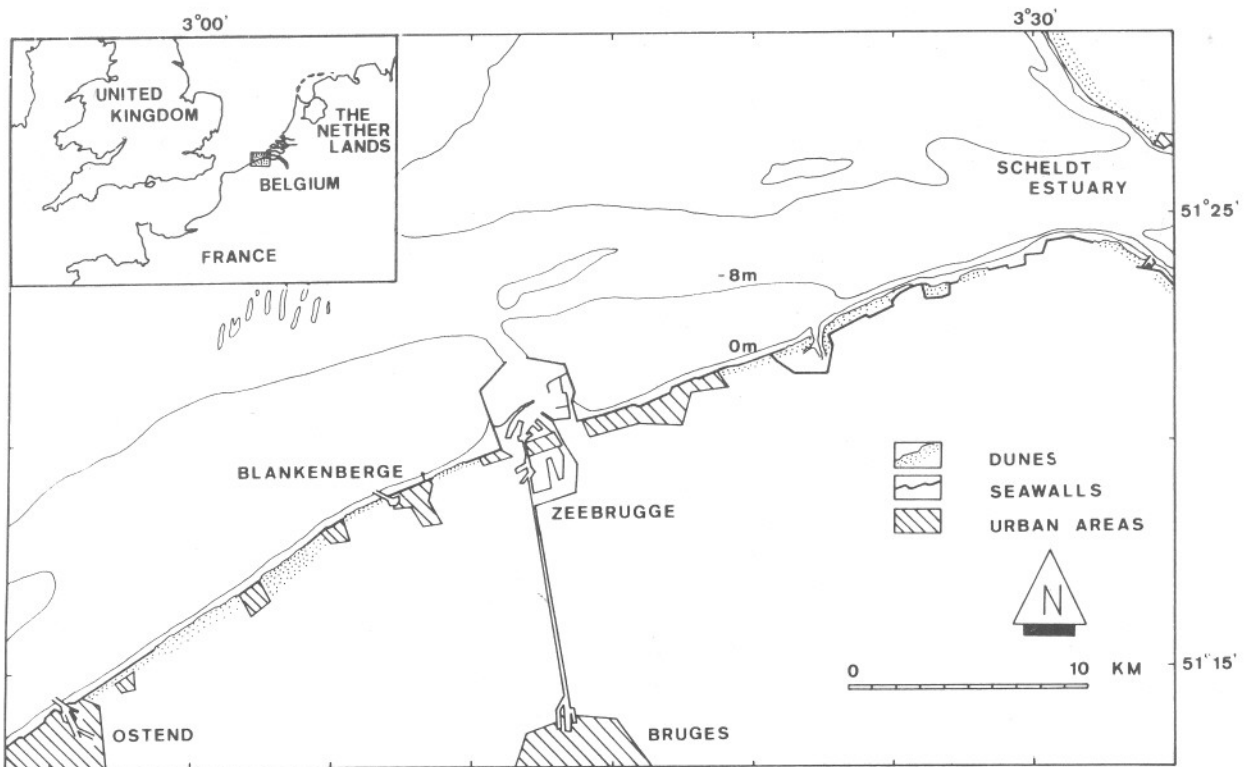 3°00'
3°30'
UNITED
KINGDOM
THE
NETHER
LANDS
BELGIUM
FRANCE
SCHELDT
ESTUARY
51°25'
-8m
0m
BLANKENBERGE
ZEEBRUGGE
DUNES
SEAWALLS
URBAN AREAS
N
0 10 KM
51°15'
OSTEND
BRUGES